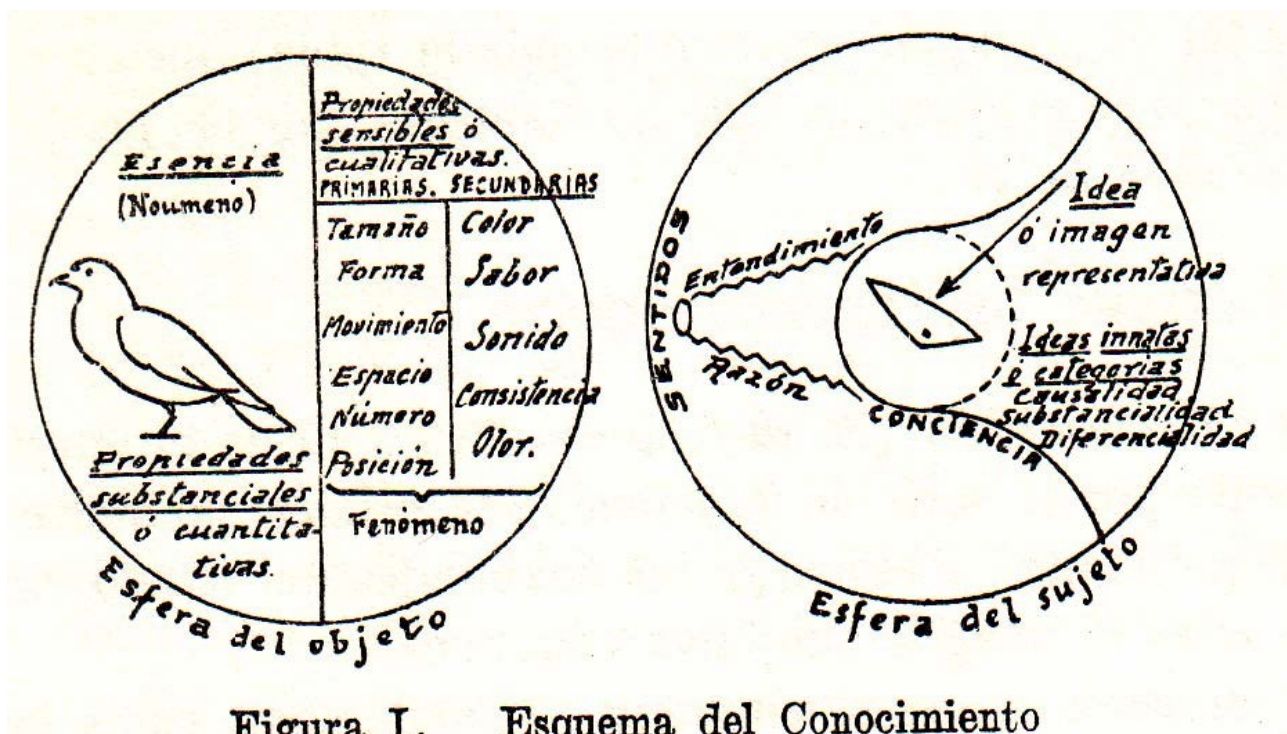 Esencia
(Noumeno)
Propiedades
substanciales
ó cuantita-
tivas.
Propiedades
sensibles ó
cualitativas.
PRIMARIAS. SECUNDARIAS
Tamaño
Forma
Movimiento
Espacio
Número
Posición
Color
Sabor
Sonido
Consistencia
Olor.
Fenómeno
Esfera del objeto
SENTIDOS
Entendimiento
Razón
CONCIENCIA
Idea
ó imagen
representativa
Ideas innatas
o categorías
causalidad
substancialidad
Diferencialidad
Esfera del sujeto
Figura I. Esquema del Conocimiento